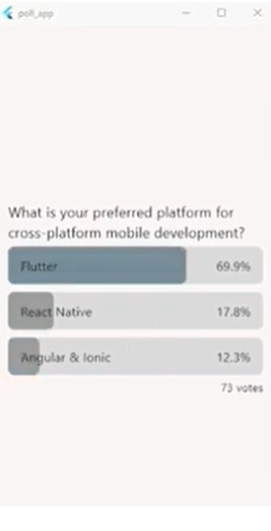 poll_app
What is your preferred platform for
cross-platform mobile development?
Flutter 69.9%
React Native 17.8%
Angular & Ionic 12.3%
73 votes